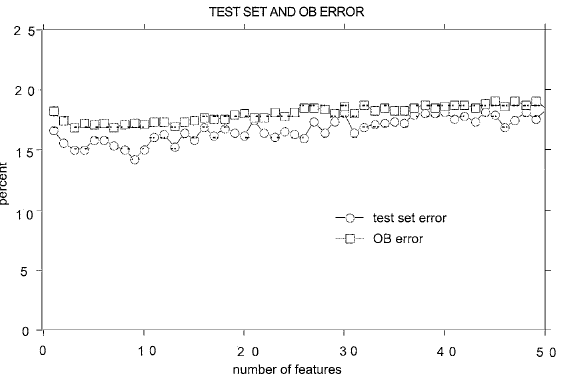 TEST SET AND OB ERROR
2 5
2 0
1 5
1 0
5
0
percent
test set error
OB error
0 1 0 2 0 3 0 4 0 5 0
number of features